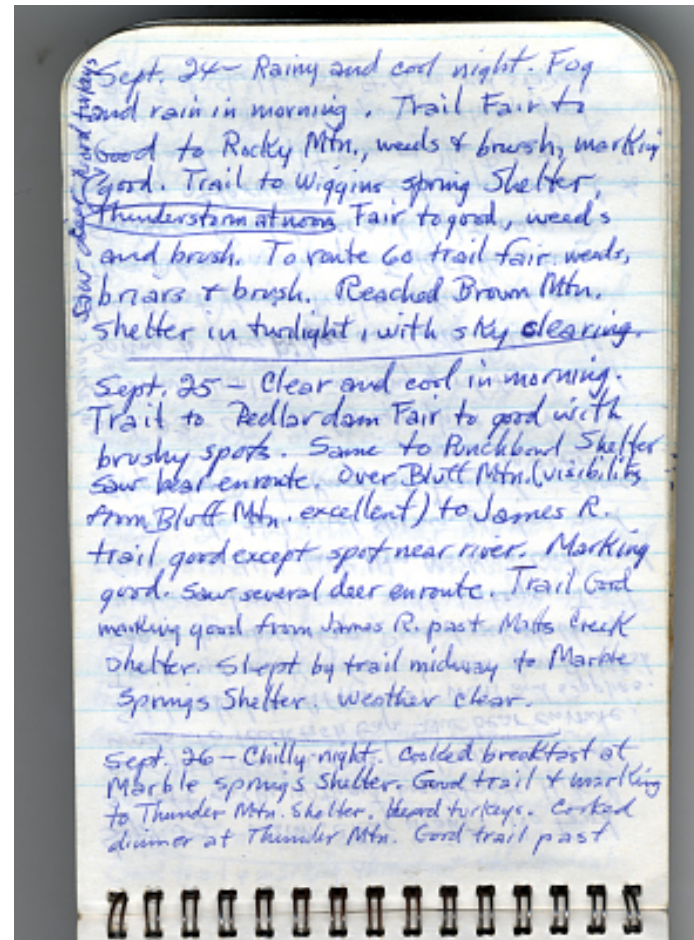 Sept. 24 - Rainy and cool night. Fog
and rain in morning. Trail Fair to
Good to Rocky Mtn., weeds & brush, marking
good. Trail to Wiggins spring Shelter,
Thunderstorm at noon Fair to good, weeds
and brush. To route 60 trail fair. weeds,
briars & brush. Reached Brown Mtn.
shelter in twilight, with sky clearing.
Saw deer, heard turkeys
Sept. 25 - Clear and cool in morning.
Trail to Pedlar dam Fair to good with
brushy spots. Same to Punchbowl Shelter
Saw bear enroute. Over Bluff Mtn. (visibility
from Bluff Mtn. excellent) to James R.
trail good except spot near river. Marking
good. Saw several deer enroute. Trail Good
marking good from James R. past Matts Creek
Shelter. Slept by trail midway to Marble
Springs Shelter. Weather clear.
Sept. 26 - Chilly night. Cooked breakfast at
Marble springs Shelter. Good trail & marking
to Thunder Mtn. Shelter. Heard turkeys. Cooked
dinner at Thunder Mtn. Good trail past